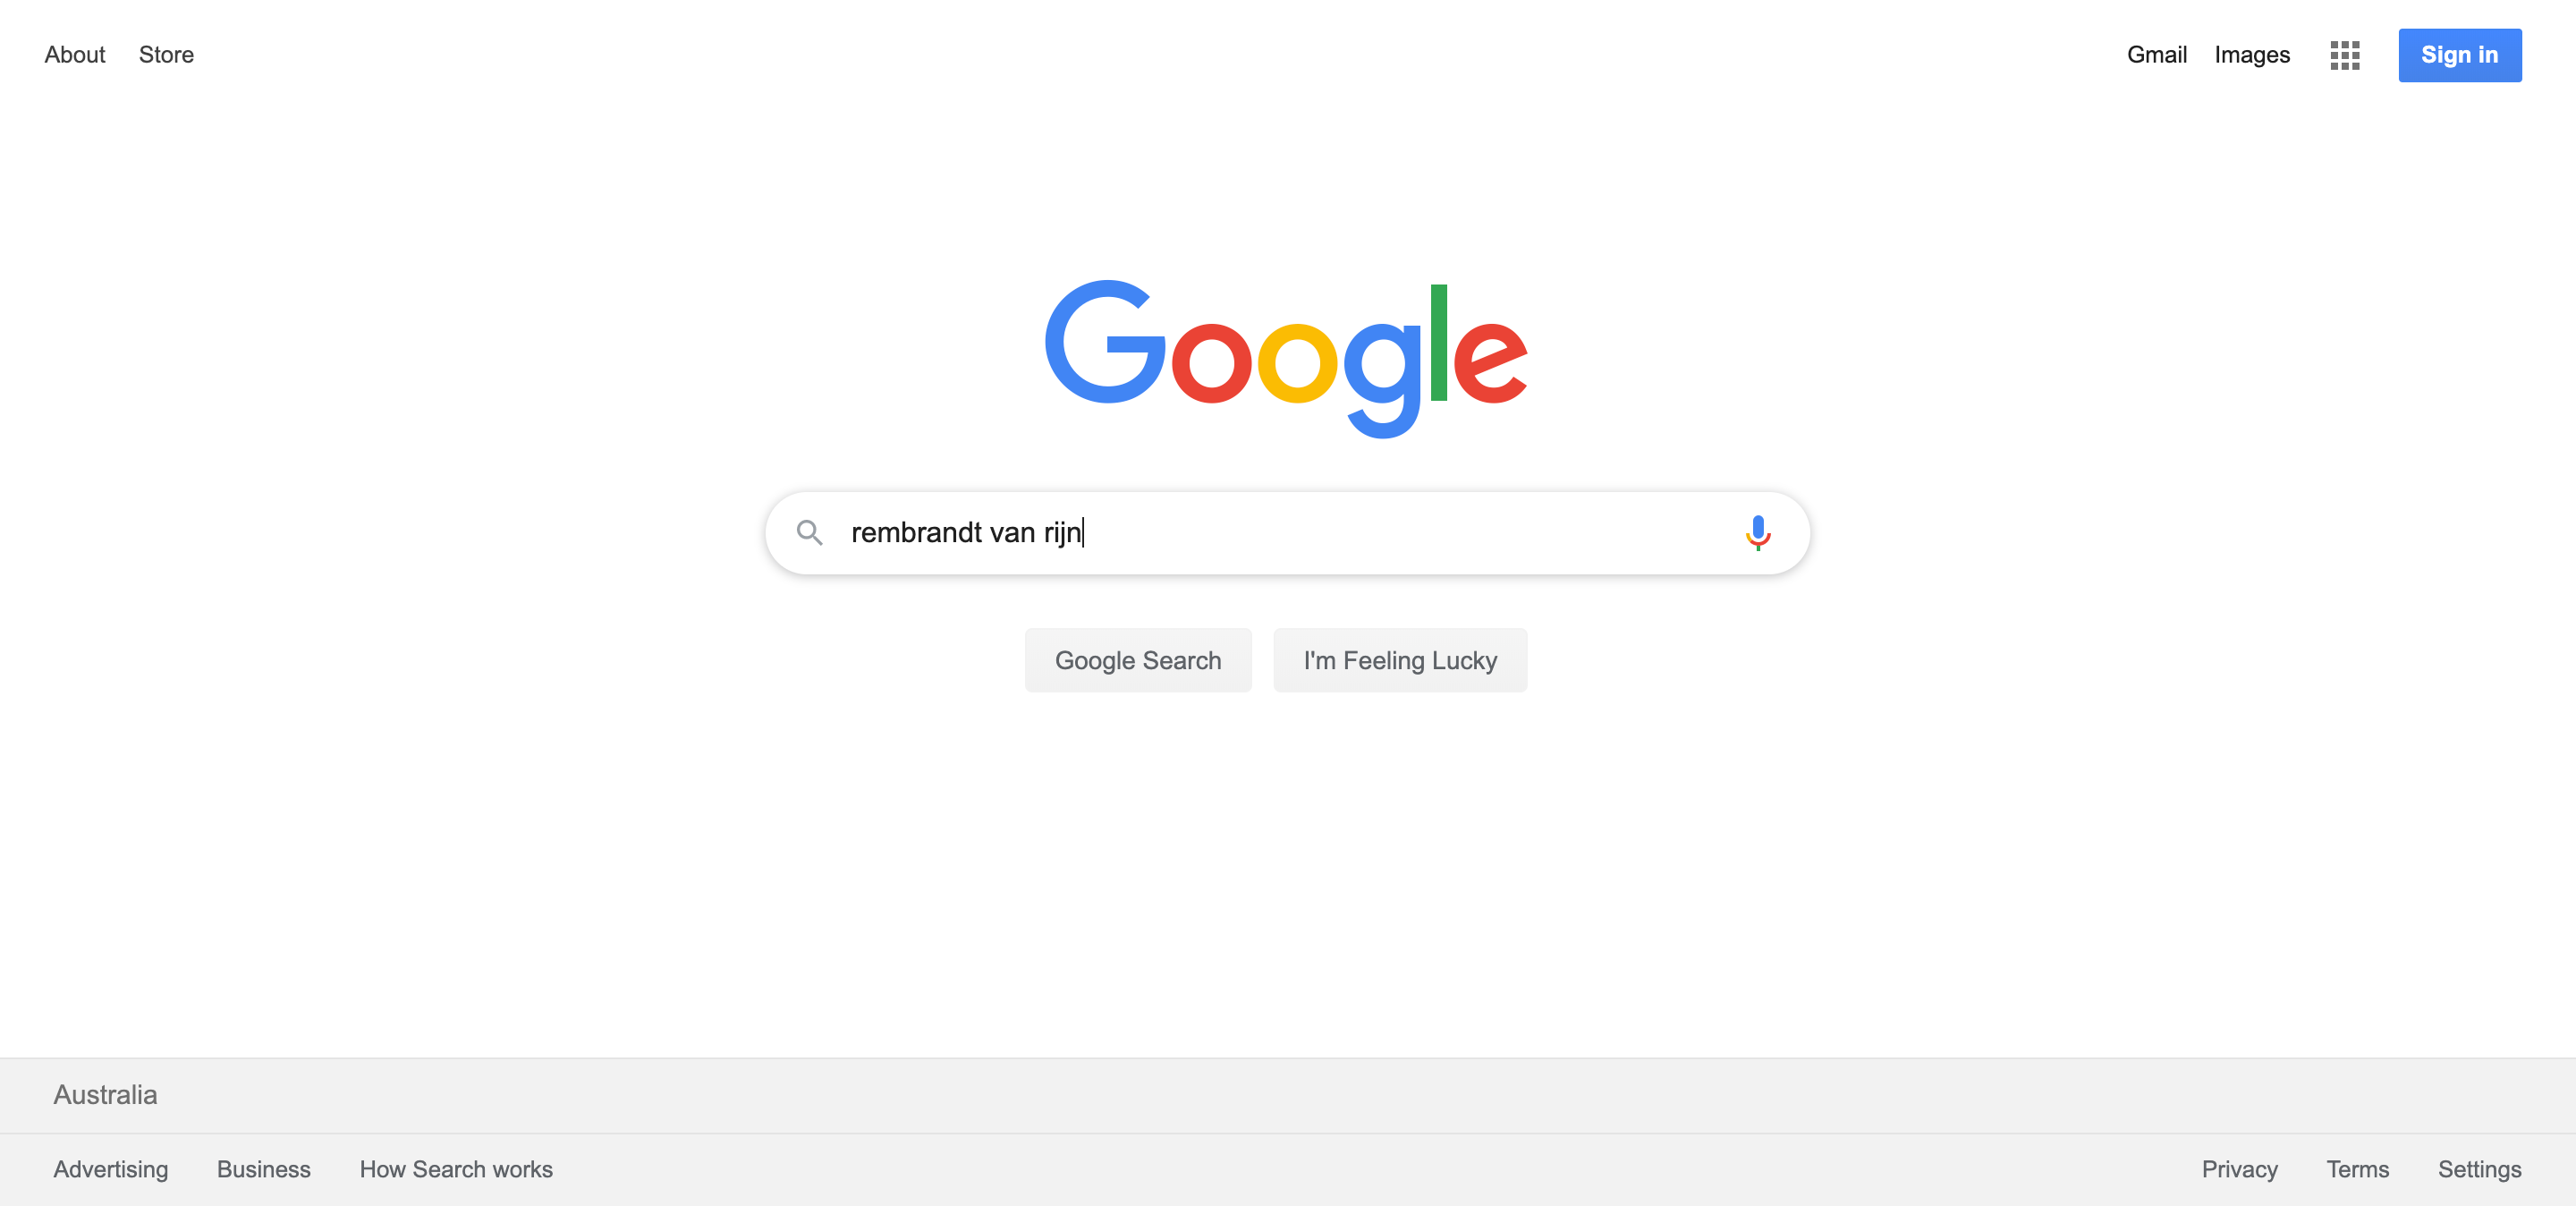 About Store Gmail Images Sign in
Google
rembrandt van rijn
Google Search I'm Feeling Lucky
Australia
Advertising Business How Search works Privacy Terms Settings